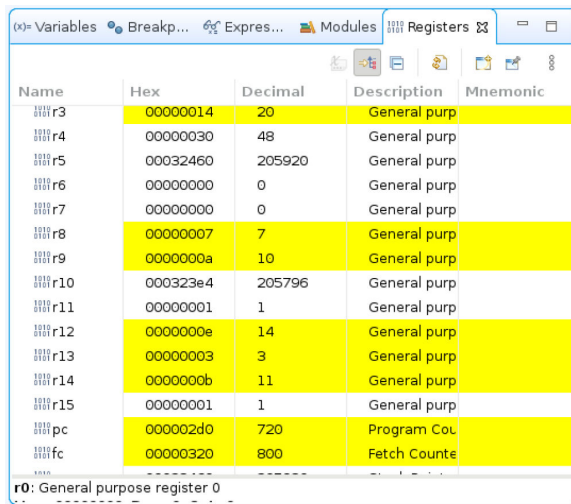 (x)= Variables Breakp... Expres... Modules Registers
Name Hex Decimal Description Mnemonic
r3 00000014 20 General purp
r4 00000030 48 General purp
r5 00032460 205920 General purp
r6 00000000 0 General purp
r7 00000000 0 General purp
r8 00000007 7 General purp
r9 0000000a 10 General purp
r10 000323e4 205796 General purp
r11 00000001 1 General purp
r12 0000000e 14 General purp
r13 00000003 3 General purp
r14 0000000b 11 General purp
r15 00000001 1 General purp
pc 000002d0 720 Program Cou
fc 00000320 800 Fetch Counte
r0: General purpose register 0